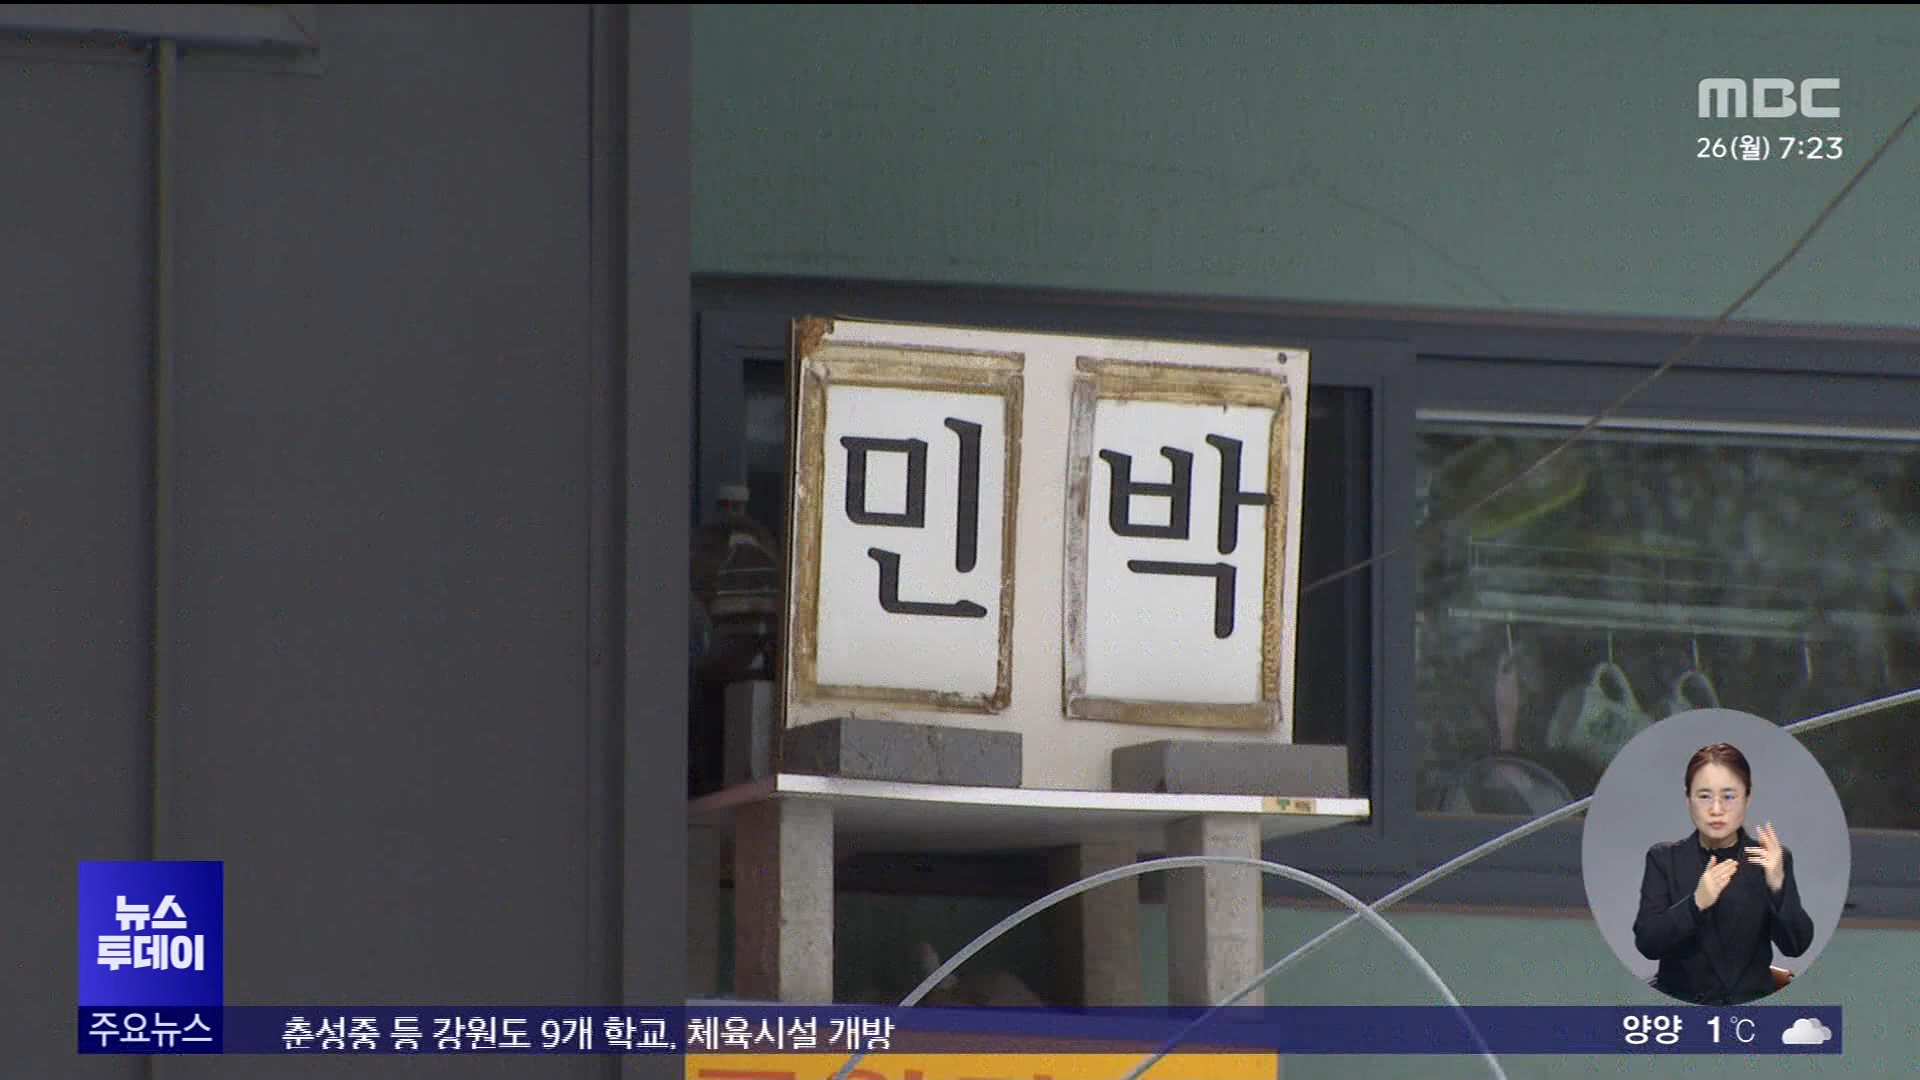 MBC
26(월) 7:23
민 박
뉴스
투데이
주요뉴스 춘성중 등 강원도 9개 학교, 체육시설 개방 양양 1℃